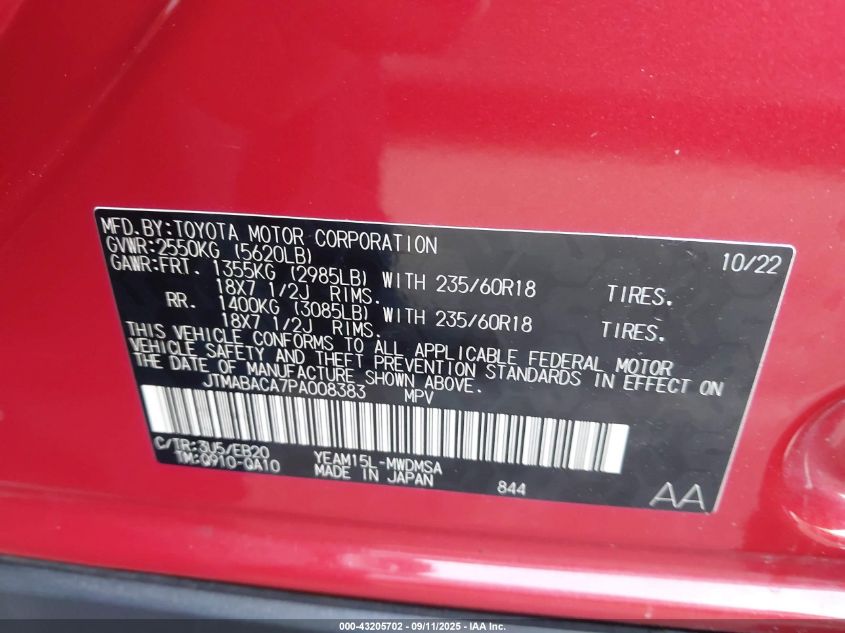 MFD.BY:TOYOTA MOTOR CORPORATION 10/22
GVWR:2550KG (5620LB)
GAWR:FRT. 1355KG (2985LB) WITH 235/60R18 TIRES.
18X7 1/2J RIMS.
RR. 1400KG (3085LB) WITH 235/60R18 TIRES.
18X7 1/2J RIMS.
THIS VEHICLE CONFORMS TO ALL APPLICABLE FEDERAL MOTOR
VEHICLE SAFETY AND THEFT PREVENTION STANDARDS IN EFFECT ON
THE DATE OF MANUFACTURE SHOWN ABOVE.
JTMABACA7PA008383 MPV
C/TR:3U5/EB20 YEAM15L-MWDMSA
TM:Q910-QA10 MADE IN JAPAN 844 AA
000-43205702 - 09/11/2025 - IAA Inc.